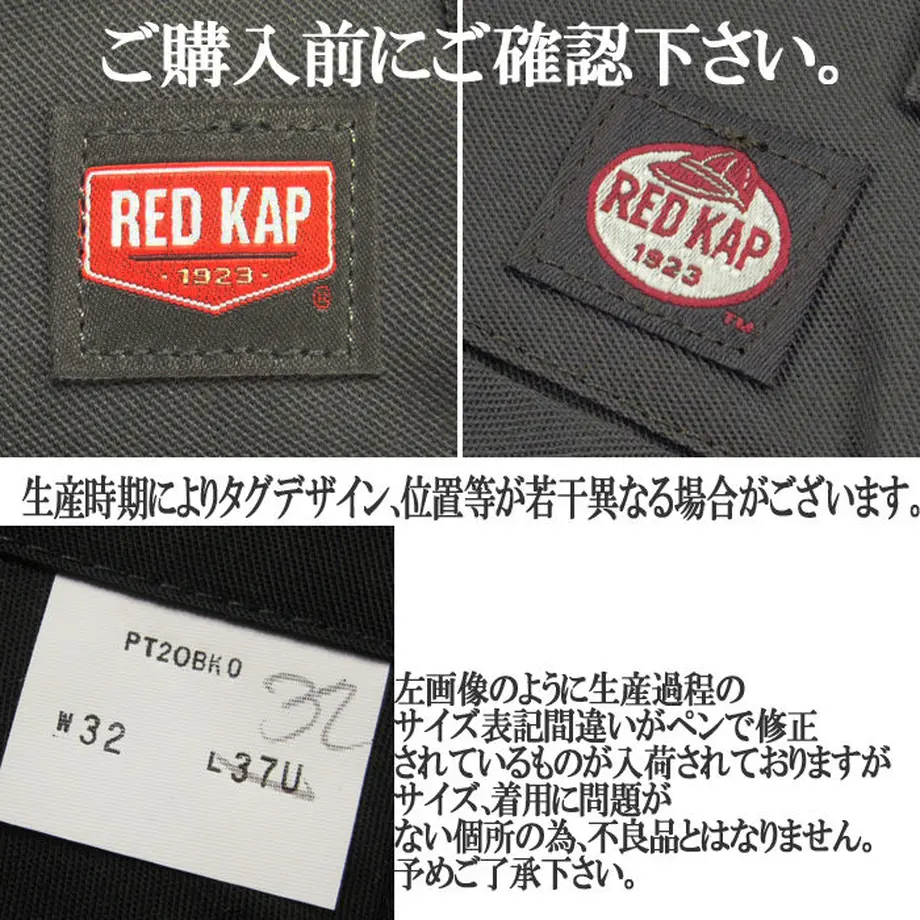 ご購入前にご確認下さい。
RED KAP
· 1923 ·
®
RED KAP
1923
TM
生産時期によりタグデザイン、位置等が若干異なる場合がございます。
PT20BK0
32
W32
L37U
左画像のように生産過程の
サイズ表記間違いがペンで修正
されているものが入荷されておりますが
サイズ、着用に問題が
ない個所の為、不良品とはなりません。
予めご了承下さい。